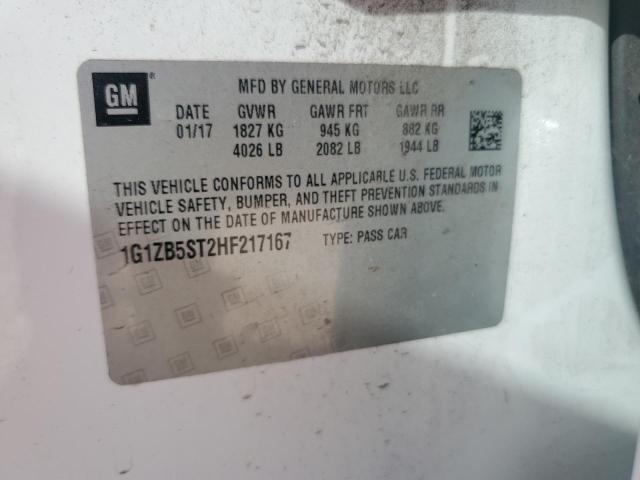 GM®
MFD BY GENERAL MOTORS LLC
DATE GVWR GAWR FRT GAWR RR
01/17 1827 KG 945 KG 882 KG
4026 LB 2082 LB 1944 LB
THIS VEHICLE CONFORMS TO ALL APPLICABLE U.S. FEDERAL MOTOR
VEHICLE SAFETY, BUMPER, AND THEFT PREVENTION STANDARDS IN
EFFECT ON THE DATE OF MANUFACTURE SHOWN ABOVE.
1G1ZB5ST2HF217167 TYPE: PASS CAR